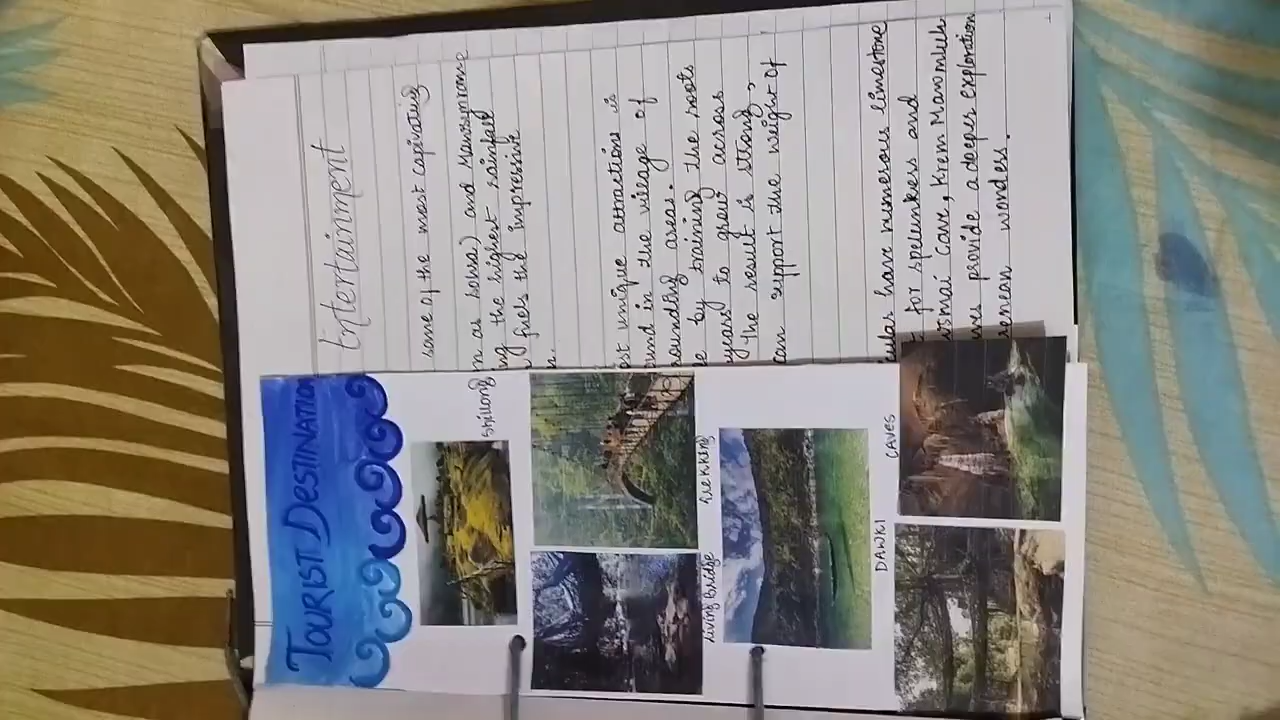 TOURIST DESTINATION
Entertainment
Shillong
Living Bridge
Trekking
DAWKI
CAVES
some of the most capivating
as sohra) and Mawsynram
the highest rainfall
fuels the impressive
unique attractions is
in the village of
areas.
by training the roots
years to grow across
the result is strong,
can support the weight of
have numerous limestone
for spelunkers and
cave, Krem Mawmluh
provide a deeper exploration
wonders.